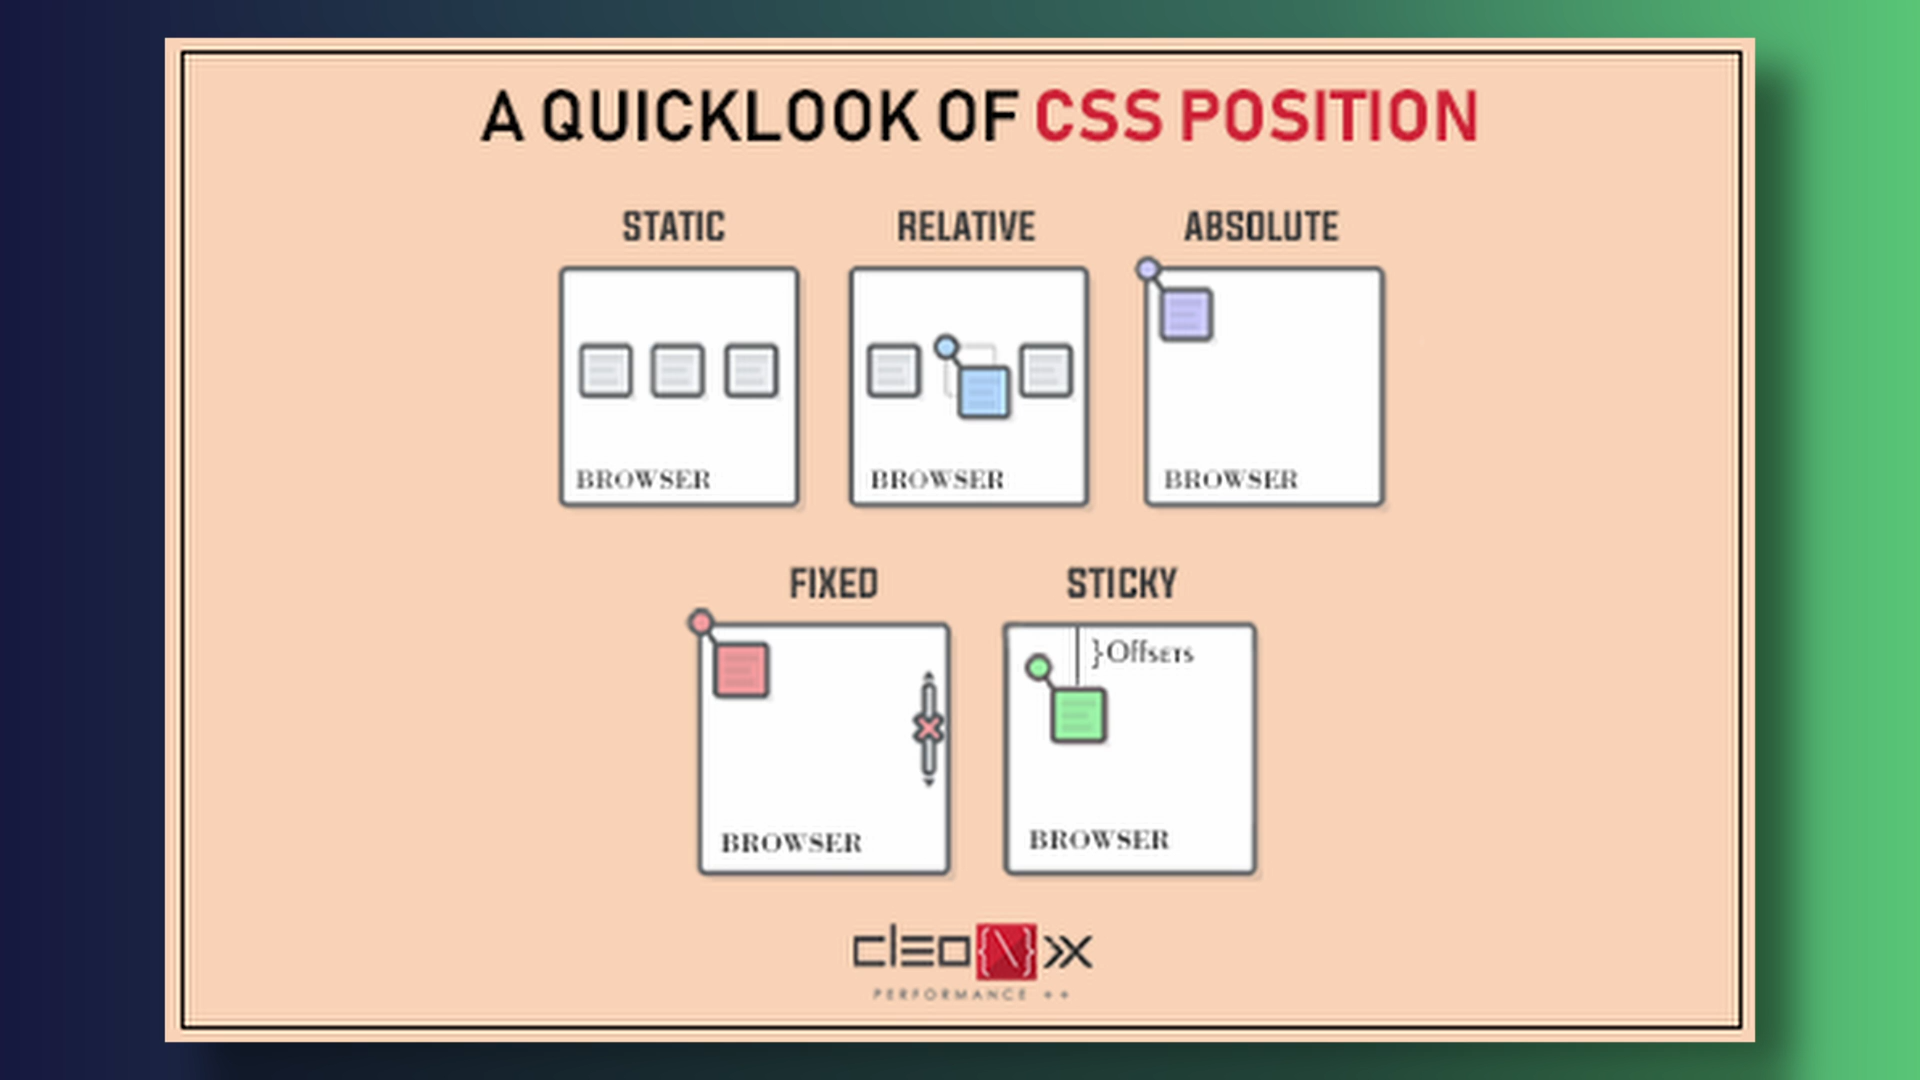 A QUICKLOOK OF CSS POSITION
STATIC
RELATIVE
ABSOLUTE
BROWSER
BROWSER
BROWSER
FIXED
STICKY
}Offsets
BROWSER
BROWSER
cleo{\}>X
PERFORMANCE ++